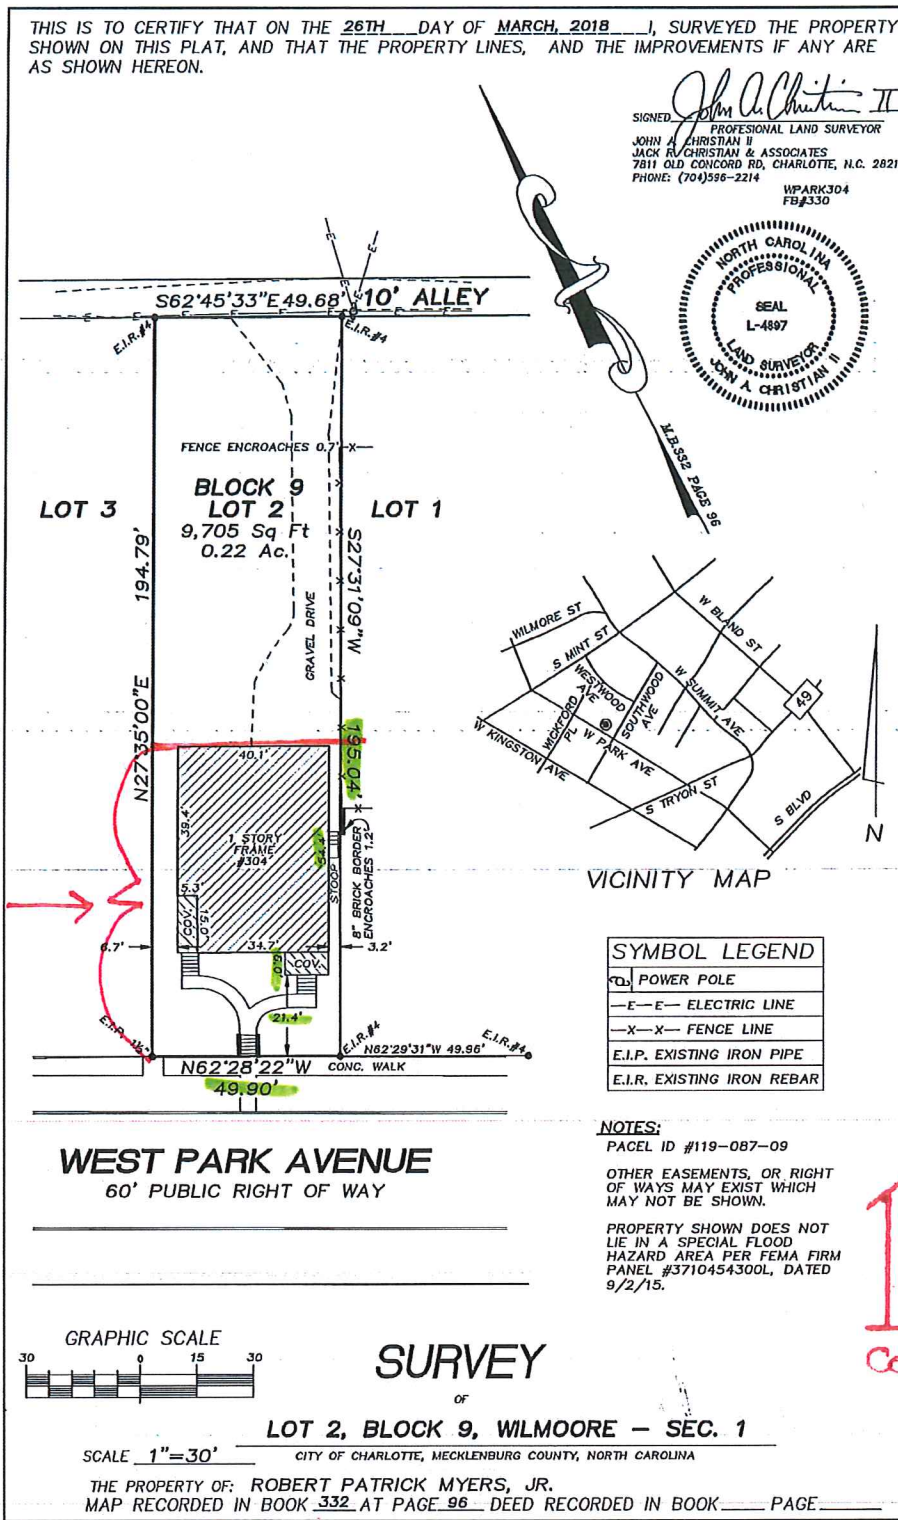 THIS IS TO CERTIFY THAT ON THE 26TH DAY OF MARCH, 2018 I, SURVEYED THE PROPERTY
SHOWN ON THIS PLAT, AND THAT THE PROPERTY LINES, AND THE IMPROVEMENTS IF ANY ARE
AS SHOWN HEREON.
SIGNED John A. Christian II
PROFESIONAL LAND SURVEYOR
JOHN A. CHRISTIAN II
JACK R. CHRISTIAN & ASSOCIATES
7811 OLD CONCORD RD, CHARLOTTE, N.C. 2821
PHONE: (704)596-2214
WPARK304
FB#330
NORTH CAROLINA
PROFESSIONAL
SEAL
L-4897
LAND SURVEYOR
JOHN A. CHRISTIAN II
M.B.332 PAGE 96
S62°45'33"E 49.68'
10' ALLEY
E E E E E E
E.I.R.#4
E.I.R.#4
FENCE ENCROACHES 0.7'
BLOCK 9
LOT 3
LOT 2
LOT 1
9,705 Sq Ft
0.22 Ac.
194.79'
N27°35'00"E
S27°31'09"W
195.04'
GRAVEL DRIVE
40.1'
39.4'
1 STORY
FRAME
#304
54.4'
STOOP
8" BRICK BORDER
ENCROACHES 1.2'
5.3'
15.0'
COV.
6.7'
34.7'
3.2'
6.0'
COV.
21.4'
E.I.P. 1½"
E.I.R.#4
E.I.R.#4
N62°29'31"W 49.96'
N62°28'22"W
CONC. WALK
49.90'
WEST PARK AVENUE
60' PUBLIC RIGHT OF WAY
WILMORE ST
S MINT ST
W BLAND ST
WESTWOOD AVE
SOUTHWOOD AVE
W SUMMIT AVE
WICKFORD PL
W PARK AVE
W KINGSTON AVE
S TRYON ST
49
S BLVD
N
VICINITY MAP
SYMBOL LEGEND
POWER POLE
—E—E— ELECTRIC LINE
—X—X— FENCE LINE
E.I.P. EXISTING IRON PIPE
E.I.R. EXISTING IRON REBAR
NOTES:
PACEL ID #119-087-09
OTHER EASEMENTS, OR RIGHT
OF WAYS MAY EXIST WHICH
MAY NOT BE SHOWN.
PROPERTY SHOWN DOES NOT
LIE IN A SPECIAL FLOOD
HAZARD AREA PER FEMA FIRM
PANEL #3710454300L, DATED
9/2/15.
1
Co
GRAPHIC SCALE
30 0 15 30
SURVEY
OF
LOT 2, BLOCK 9, WILMOORE – SEC. 1
SCALE 1"=30'
CITY OF CHARLOTTE, MECKLENBURG COUNTY, NORTH CAROLINA
THE PROPERTY OF: ROBERT PATRICK MYERS, JR.
MAP RECORDED IN BOOK 332 AT PAGE 96 DEED RECORDED IN BOOK____ PAGE____